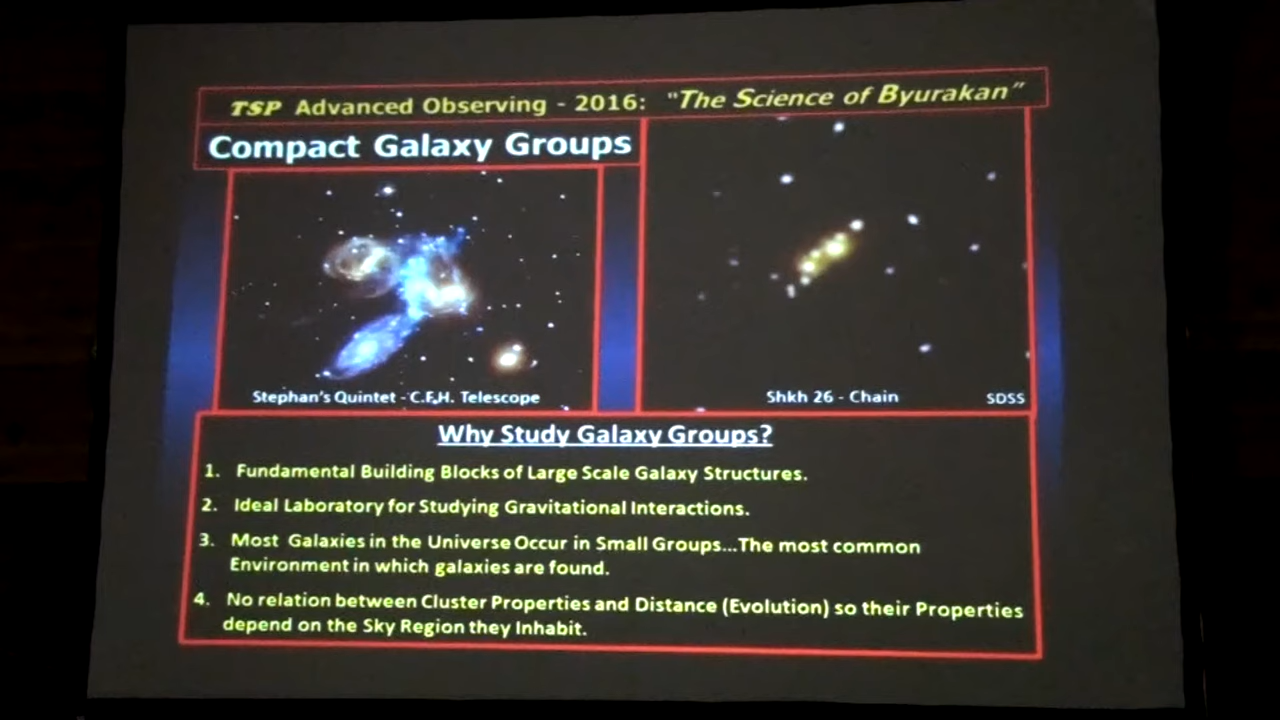 TSP Advanced Observing - 2016: "The Science of Byurakan"
Compact Galaxy Groups
Stephan's Quintet - C.F.H. Telescope
Shkh 26 - Chain
SDSS
Why Study Galaxy Groups?
1. Fundamental Building Blocks of Large Scale Galaxy Structures.
2. Ideal Laboratory for Studying Gravitational Interactions.
3. Most Galaxies in the Universe Occur in Small Groups...The most common
Environment in which galaxies are found.
4. No relation between Cluster Properties and Distance (Evolution) so their Properties
depend on the Sky Region they Inhabit.